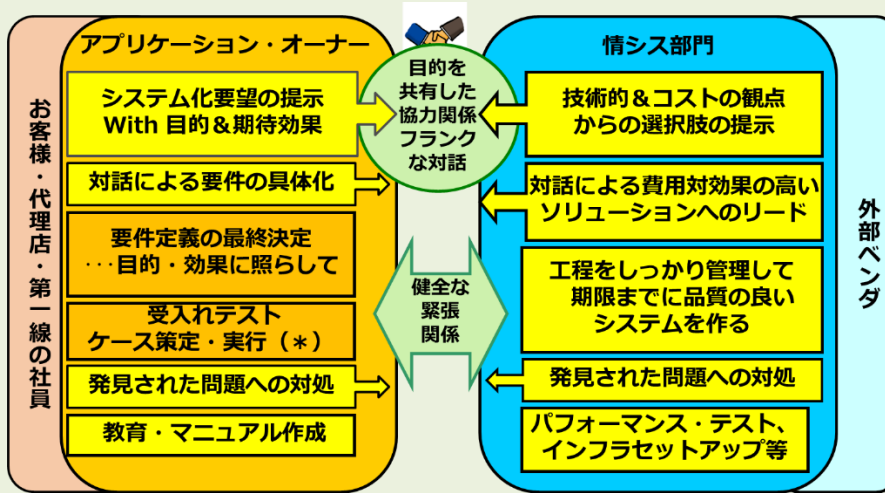 お客様・代理店・第一線の社員
アプリケーション・オーナー
システム化要望の提示
With 目的&期待効果
対話による要件の具体化
要件定義の最終決定
･･･目的・効果に照らして
受入れテスト
ケース策定・実行（*）
発見された問題への対処
教育・マニュアル作成
目的を
共有した
協力関係
フランク
な対話
健全な
緊張
関係
情シス部門
技術的&コストの観点
からの選択肢の提示
対話による費用対効果の高い
ソリューションへのリード
工程をしっかり管理して
期限までに品質の良い
システムを作る
発見された問題への対処
パフォーマンス・テスト、
インフラセットアップ等
外部ベンダ